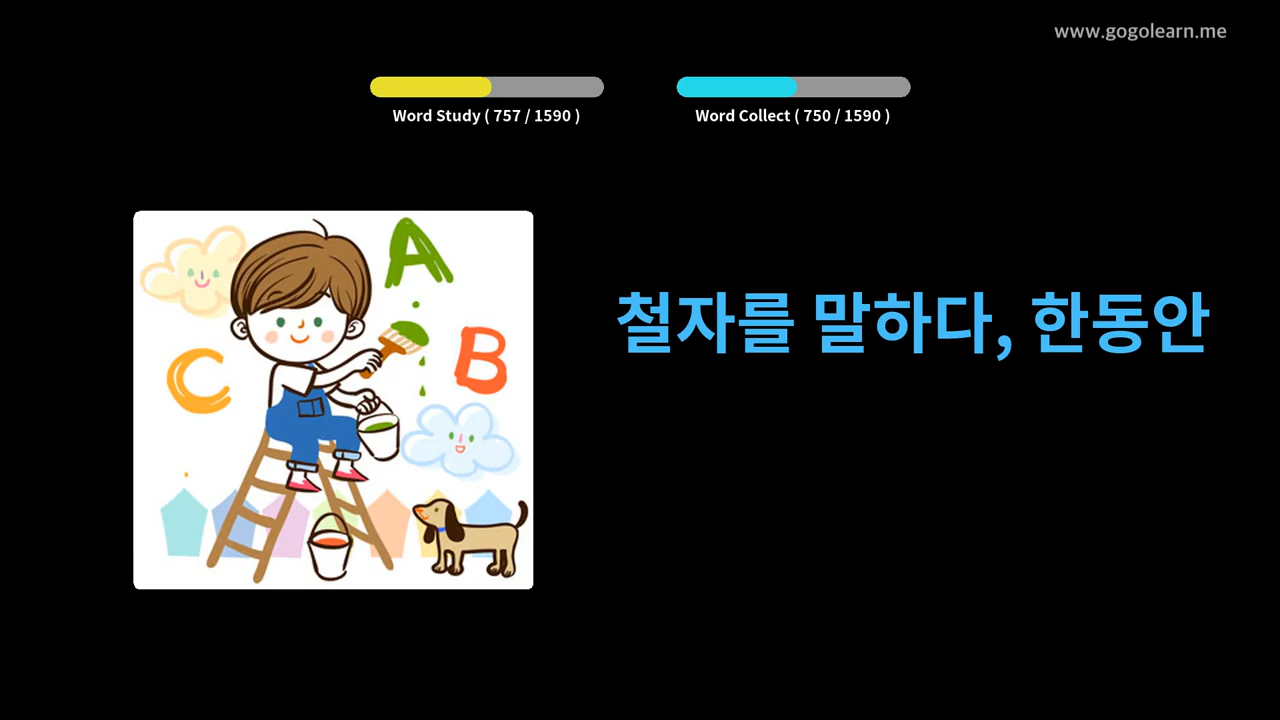 www.gogolearn.me
Word Study ( 757 / 1590 )
Word Collect ( 750 / 1590 )
A
B
C
철자를 말하다, 한동안